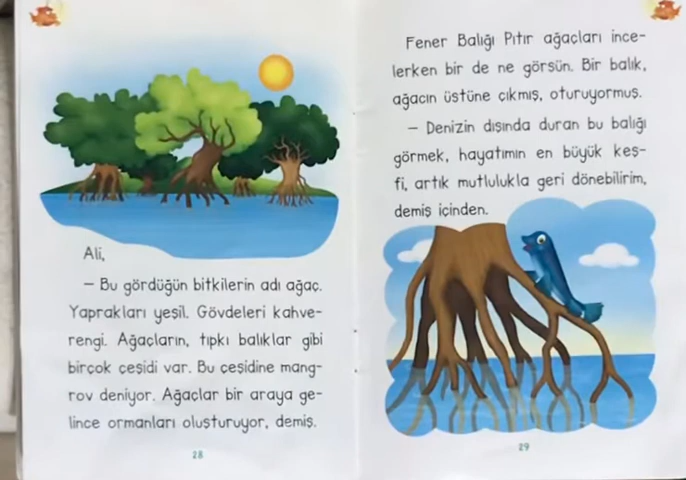 Ali,
– Bu gördüğün bitkilerin adı ağaç.
Yaprakları yeşil. Gövdeleri kahve-
rengi. Ağaçların, tıpkı balıklar gibi
birçok çeşidi var. Bu çeşidine mang-
rov deniyor. Ağaçlar bir araya ge-
lince ormanları oluşturuyor, demiş.
28
Fener Balığı Pıtır ağaçları ince-
lerken bir de ne görsün. Bir balık,
ağacın üstüne çıkmış, oturuyormuş.
– Denizin dışında duran bu balığı
görmek, hayatımın en büyük keş-
fi, artık mutlulukla geri dönebilirim,
demiş içinden.
29